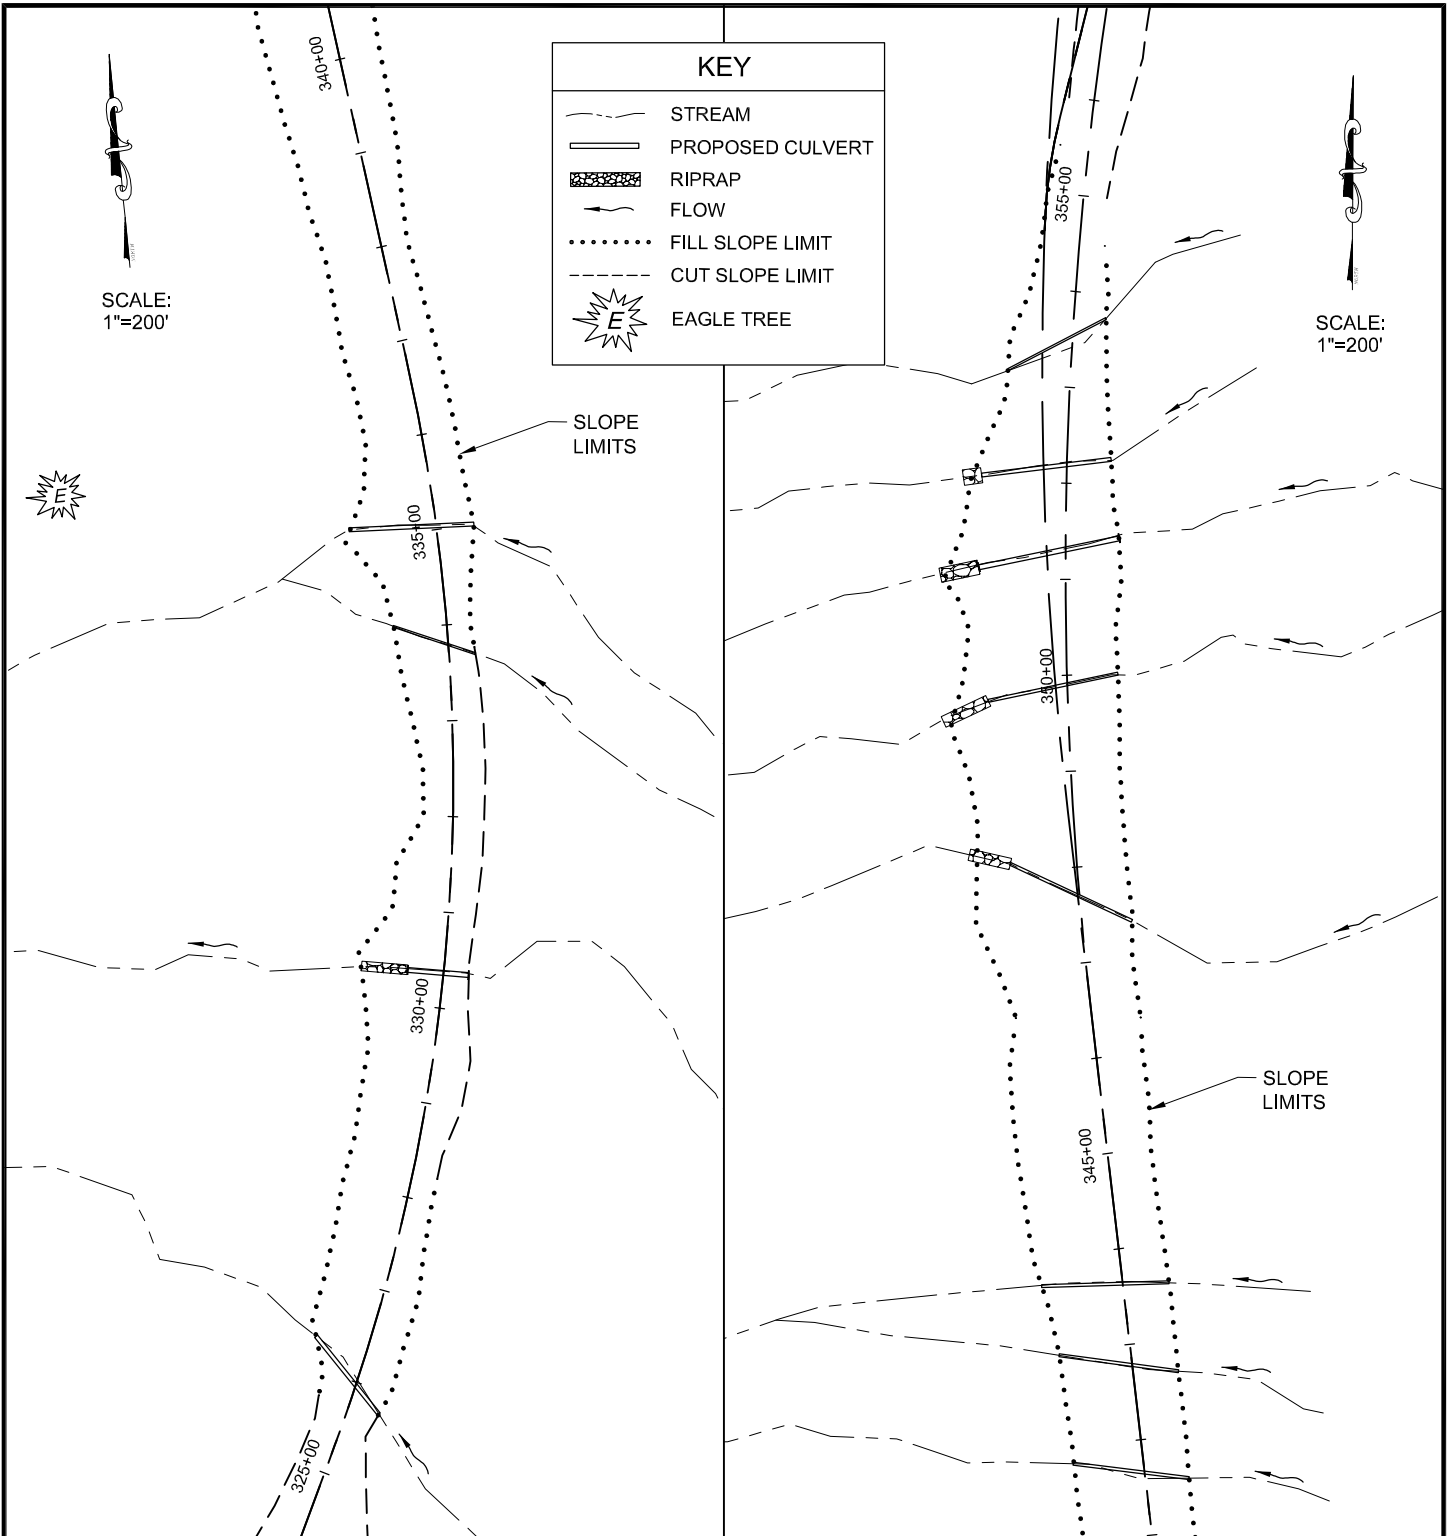 340+00
SCALE:
1"=200'
KEY
STREAM
PROPOSED CULVERT
RIPRAP
FLOW
FILL SLOPE LIMIT
CUT SLOPE LIMIT
E
EAGLE TREE
SLOPE
LIMITS
E
335+00
330+00
325+00
NORTH
355+00
NORTH
SCALE:
1"=200'
350+00
SLOPE
LIMITS
345+00